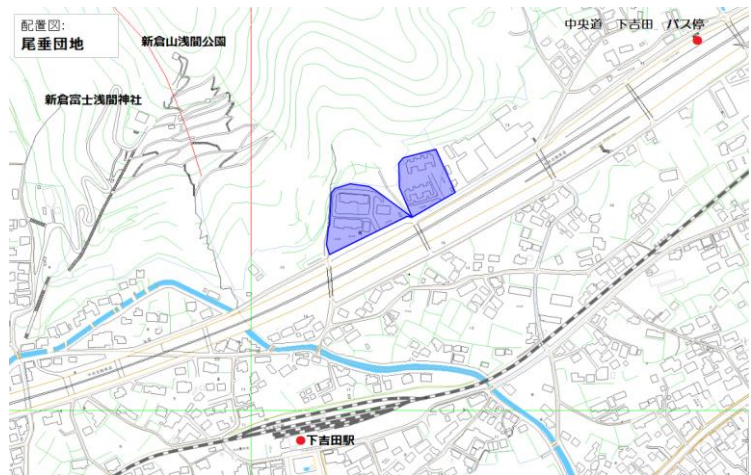 配置図:
尾垂団地
新倉山浅間公園
中央道 下吉田 バス停
新倉富士浅間神社
下吉田駅